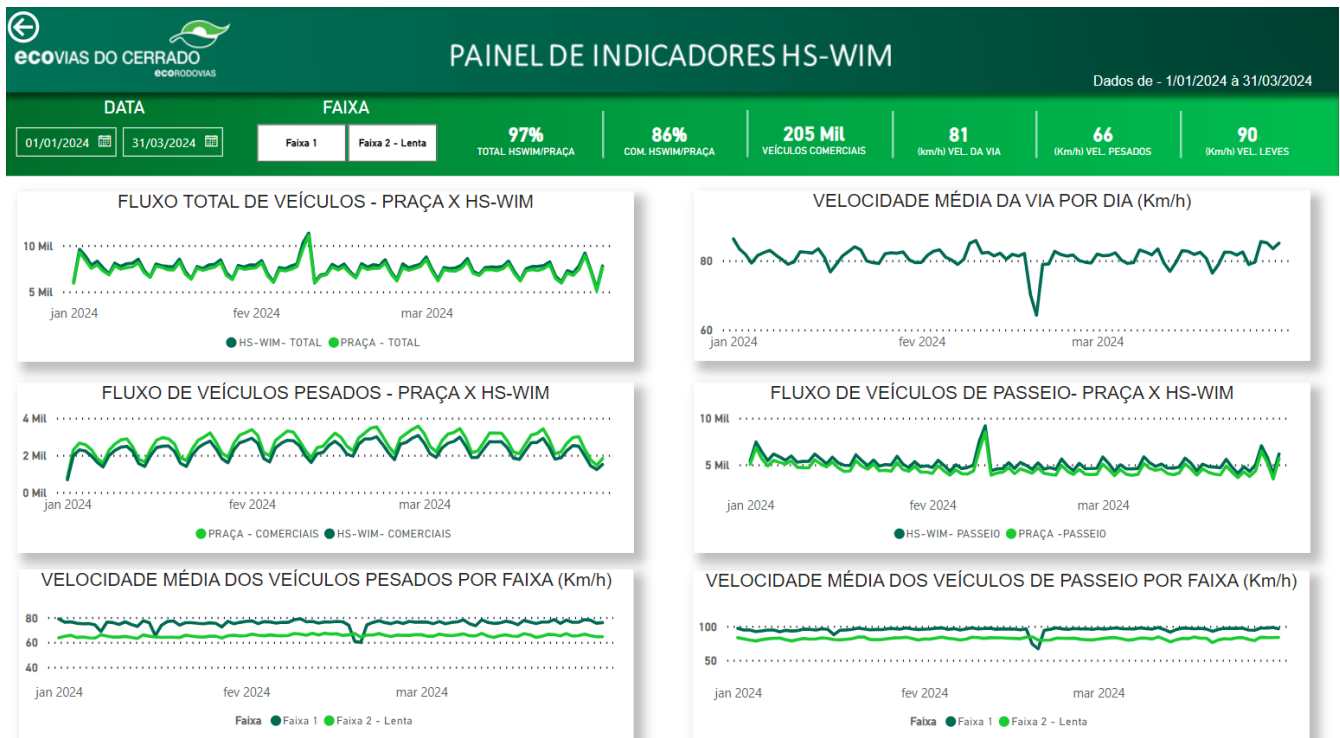 ecoVIAS DO CERRADO
ecoRODOVIAS
PAINEL DE INDICADORES HS-WIM
Dados de - 1/01/2024 à 31/03/2024
DATA
01/01/2024 31/03/2024
FAIXA
Faixa 1 Faixa 2 - Lenta
97%
TOTAL HSWIM/PRAÇA
86%
COM. HSWIM/PRAÇA
205 Mil
VEÍCULOS COMERCIAIS
81
(km/h) VEL. DA VIA
66
(Km/h) VEL. PESADOS
90
(Km/h) VEL. LEVES
FLUXO TOTAL DE VEÍCULOS - PRAÇA X HS-WIM
10 Mil
5 Mil
jan 2024 fev 2024 mar 2024
HS-WIM- TOTAL PRAÇA - TOTAL
VELOCIDADE MÉDIA DA VIA POR DIA (Km/h)
80
60
jan 2024 fev 2024 mar 2024
FLUXO DE VEÍCULOS PESADOS - PRAÇA X HS-WIM
4 Mil
2 Mil
0 Mil
jan 2024 fev 2024 mar 2024
PRAÇA - COMERCIAIS HS-WIM- COMERCIAIS
FLUXO DE VEÍCULOS DE PASSEIO- PRAÇA X HS-WIM
10 Mil
5 Mil
jan 2024 fev 2024 mar 2024
HS-WIM- PASSEIO PRAÇA -PASSEIO
VELOCIDADE MÉDIA DOS VEÍCULOS PESADOS POR FAIXA (Km/h)
80
60
40
jan 2024 fev 2024 mar 2024
Faixa Faixa 1 Faixa 2 - Lenta
VELOCIDADE MÉDIA DOS VEÍCULOS DE PASSEIO POR FAIXA (Km/h)
100
50
jan 2024 fev 2024 mar 2024
Faixa Faixa 1 Faixa 2 - Lenta